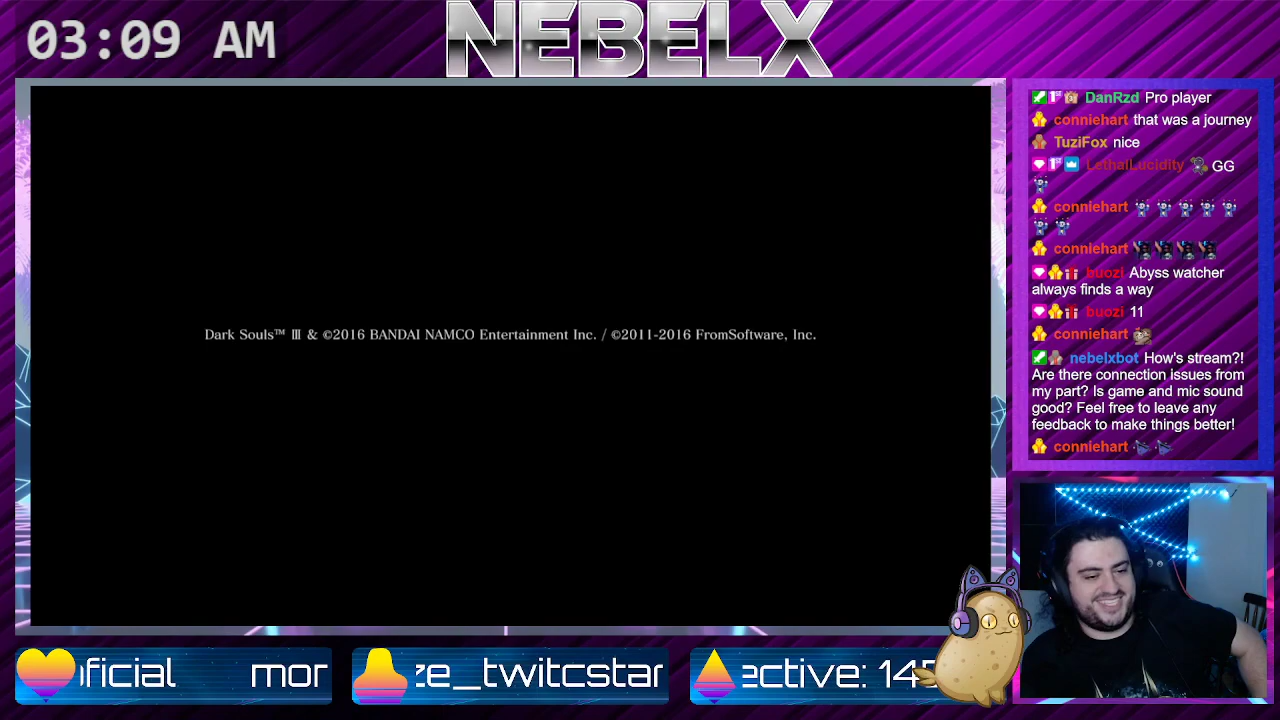 03:09 AM
NEBELX
DanRzd Pro player
conniehart that was a journey
TuziFox nice
LethalLucidity GG
conniehart
conniehart
buozi Abyss watcher
always finds a way
buozi 11
conniehart
nebelxbot How's stream?!
Are there connection issues from
my part? Is game and mic sound
good? Feel free to leave any
feedback to make things better!
conniehart
Dark Souls™ III & ©2016 BANDAI NAMCO Entertainment Inc. / ©2011-2016 FromSoftware, Inc.
ficial mor
ze_twitcstar
ective: 145